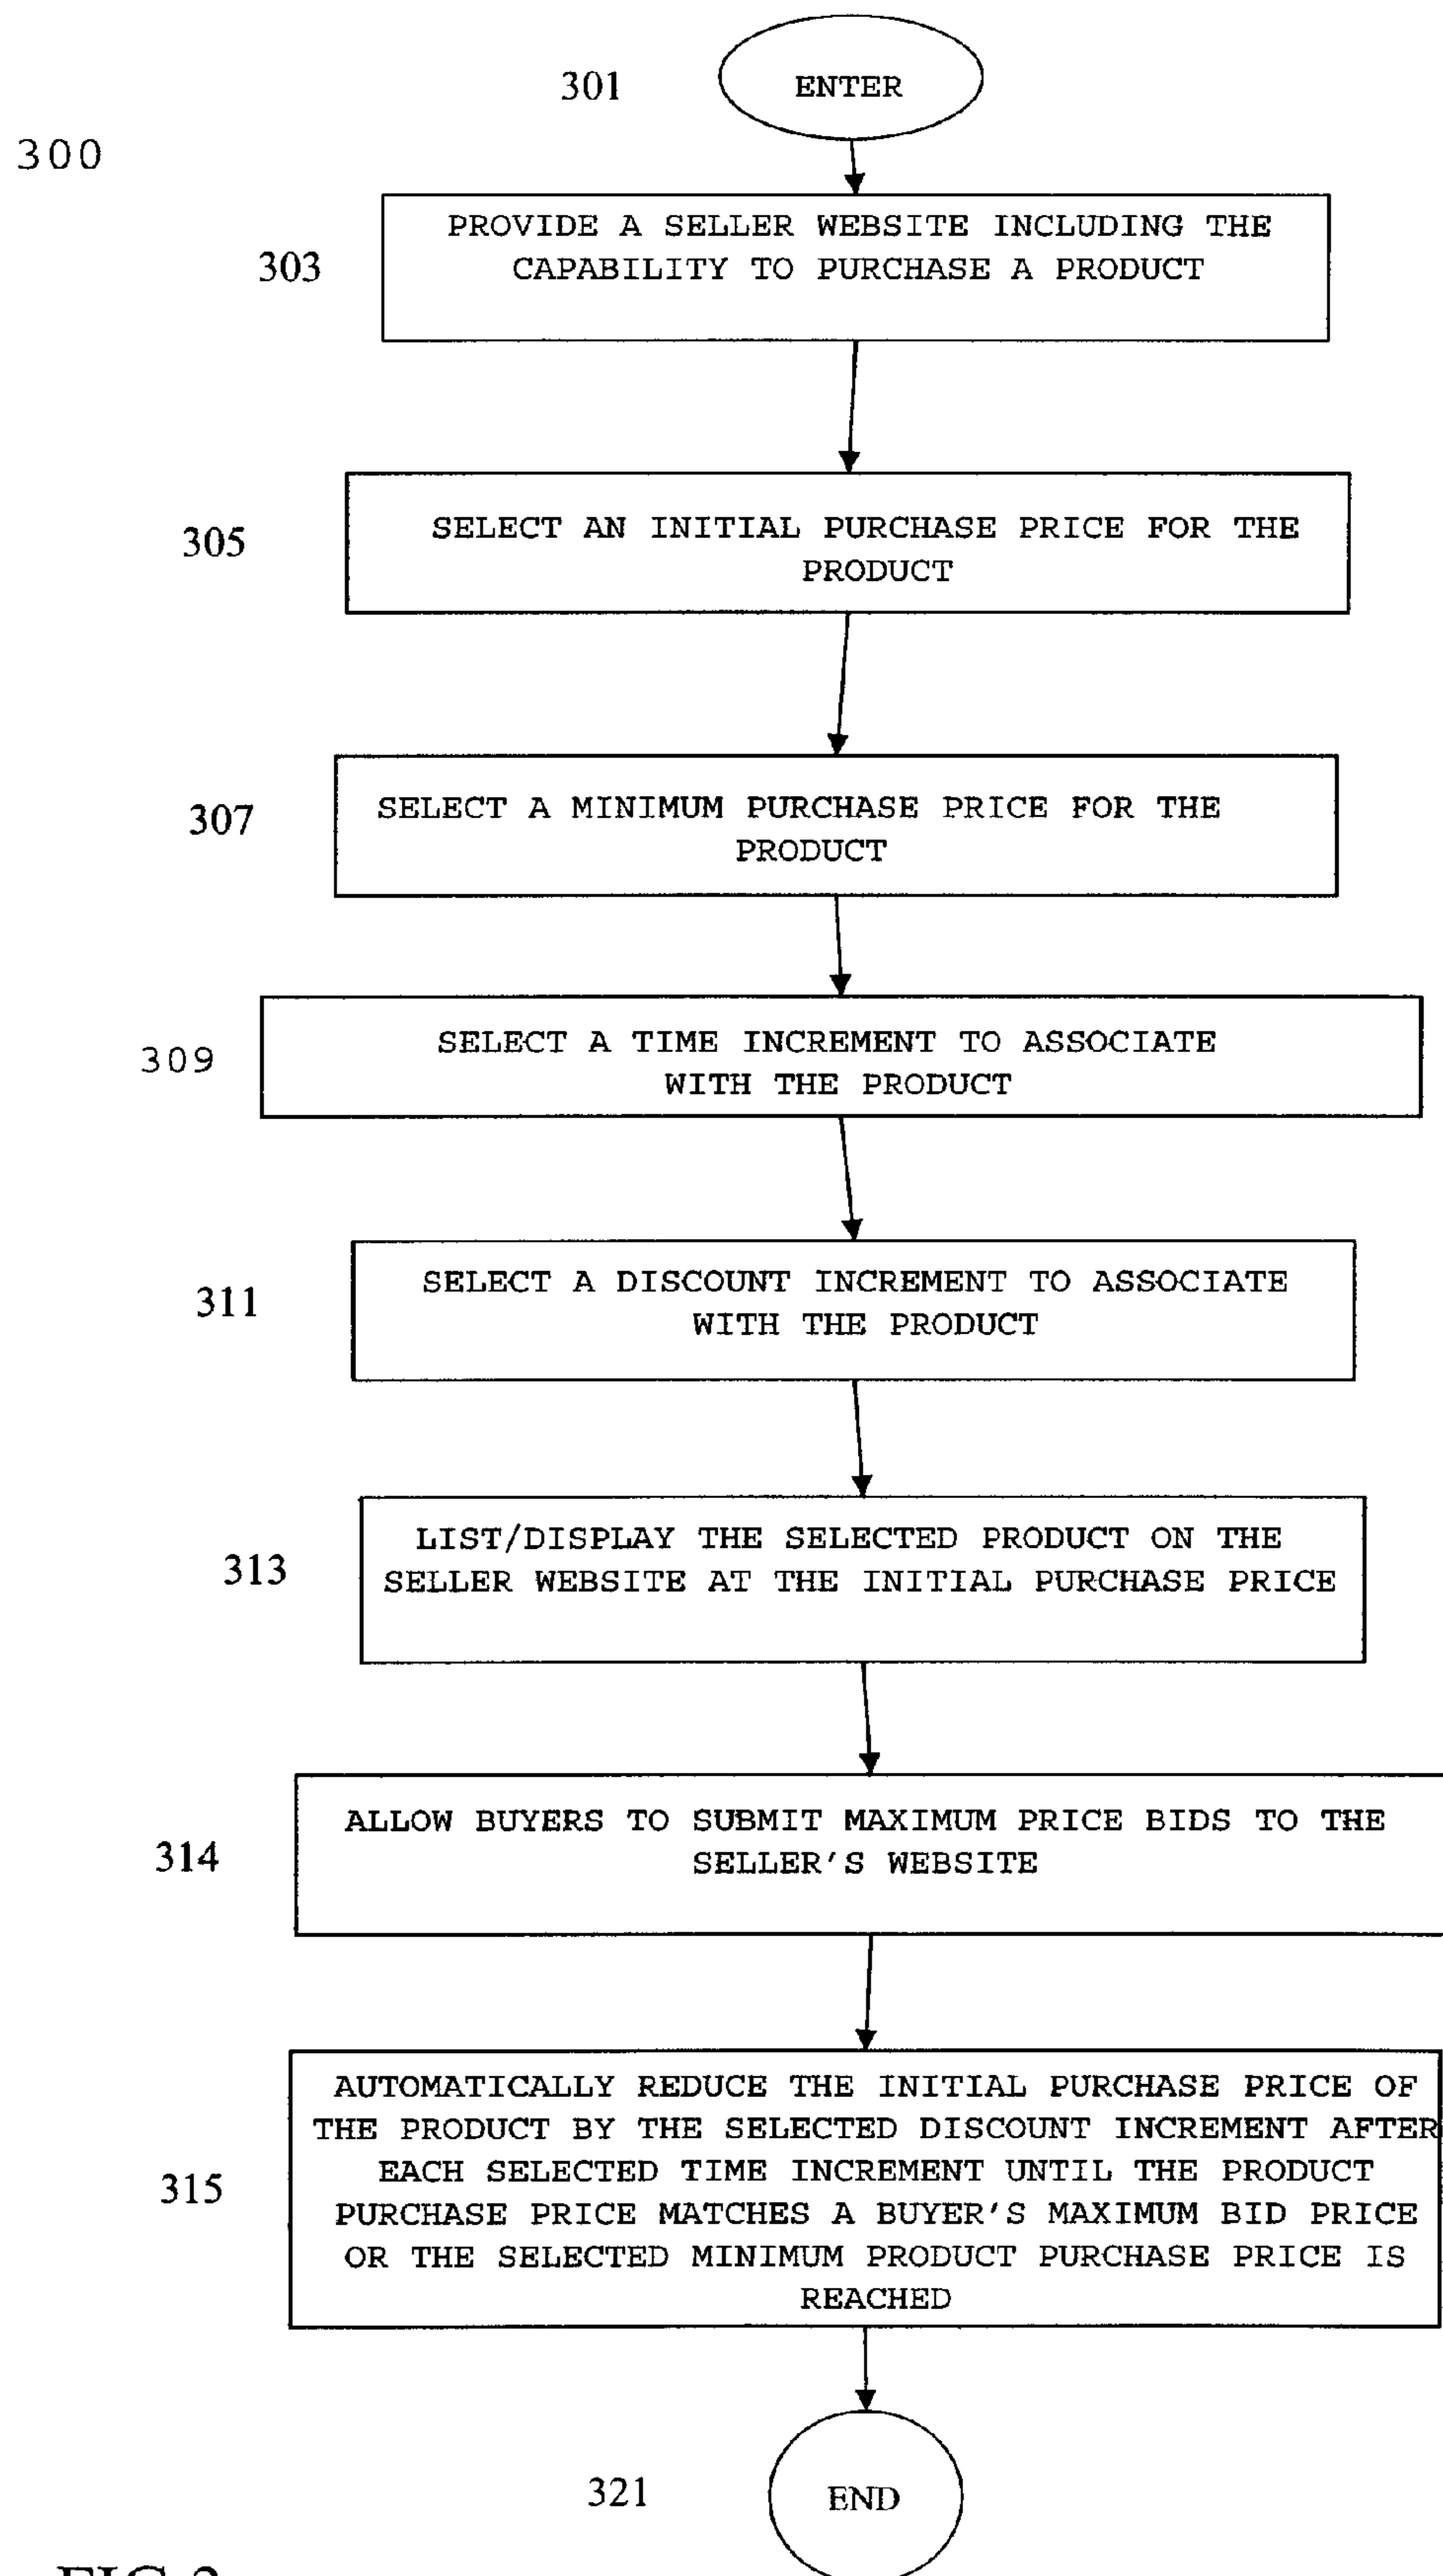 301
ENTER
300
303
PROVIDE A SELLER WEBSITE INCLUDING THE
CAPABILITY TO PURCHASE A PRODUCT
305
SELECT AN INITIAL PURCHASE PRICE FOR THE
PRODUCT
307
SELECT A MINIMUM PURCHASE PRICE FOR THE
PRODUCT
309
SELECT A TIME INCREMENT TO ASSOCIATE
WITH THE PRODUCT
311
SELECT A DISCOUNT INCREMENT TO ASSOCIATE
WITH THE PRODUCT
313
LIST/DISPLAY THE SELECTED PRODUCT ON THE
SELLER WEBSITE AT THE INITIAL PURCHASE PRICE
314
ALLOW BUYERS TO SUBMIT MAXIMUM PRICE BIDS TO THE
SELLER'S WEBSITE
315
AUTOMATICALLY REDUCE THE INITIAL PURCHASE PRICE OF
THE PRODUCT BY THE SELECTED DISCOUNT INCREMENT AFTER
EACH SELECTED TIME INCREMENT UNTIL THE PRODUCT
PURCHASE PRICE MATCHES A BUYER'S MAXIMUM BID PRICE
OR THE SELECTED MINIMUM PRODUCT PURCHASE PRICE IS
REACHED
321
END